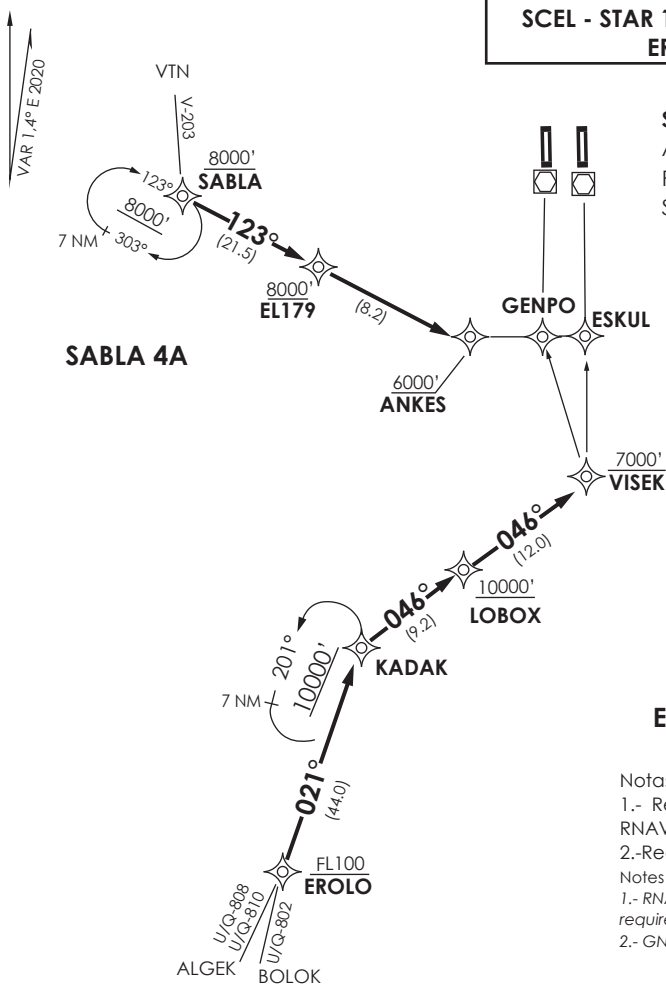 SCEL - STAR 1
VAR 1,4° E 2020
VTN
V-203
8000'
SABLA
123°
8000'
303°
7 NM
123°
(21.5)
8000'
EL179
(8.2)
GENPO
ESKUL
SABLA 4A
6000'
ANKES
7000'
VISEK
046°
(12.0)
10000'
LOBOX
046°
(9.2)
KADAK
201°
10000'
7 NM
021°
(44.0)
FL100
EROLO
U/Q-808
U/Q-810
U/Q-802
ALGEK
BOLOK
E
Notas
1.- Re
RNAV
2.-Re
Notes
1.- RNA
require
2.- GN